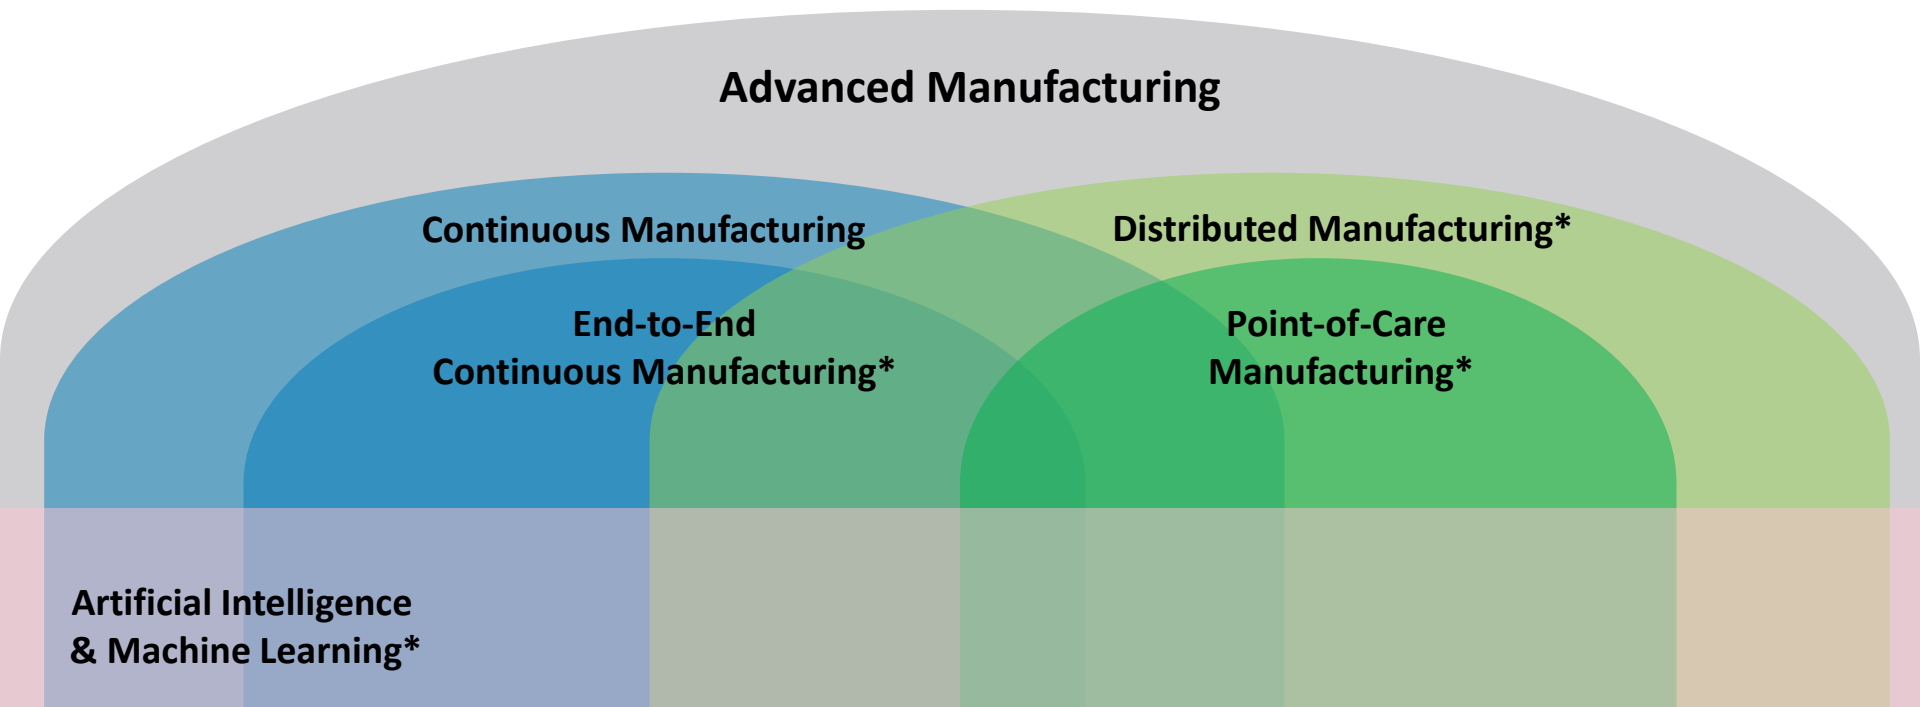 Advanced Manufacturing
Continuous Manufacturing
Distributed Manufacturing*
End-to-End
Continuous Manufacturing*
Point-of-Care
Manufacturing*
Artificial Intelligence
& Machine Learning*